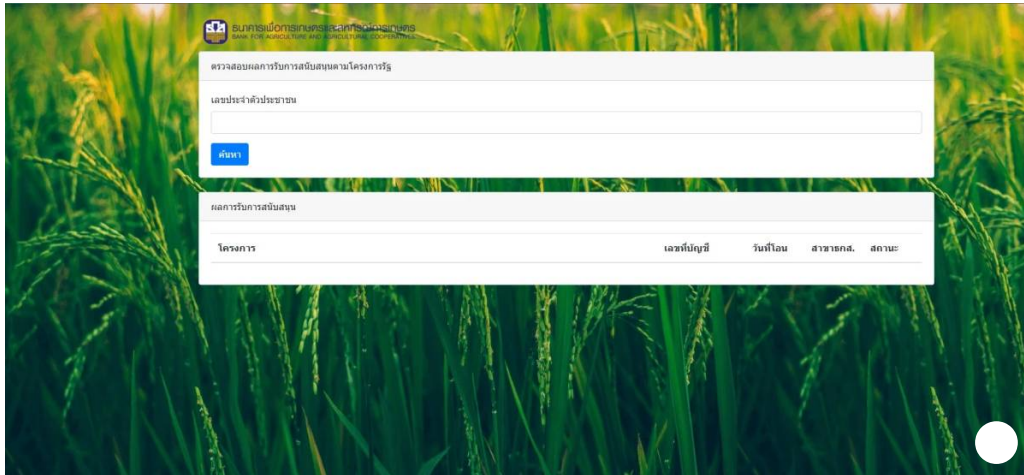 ธนาคารเพื่อการเกษตรและสหกรณ์การเกษตร
BANK FOR AGRICULTURE AND AGRICULTURAL COOPERATIVES
ตรวจสอบผลการรับการสนับสนุนตามโครงการรัฐ
เลขประจำตัวประชาชน
ค้นหา
ผลการรับการสนับสนุน
โครงการ เลขที่บัญชี วันที่โอน สาขาธกส. สถานะ